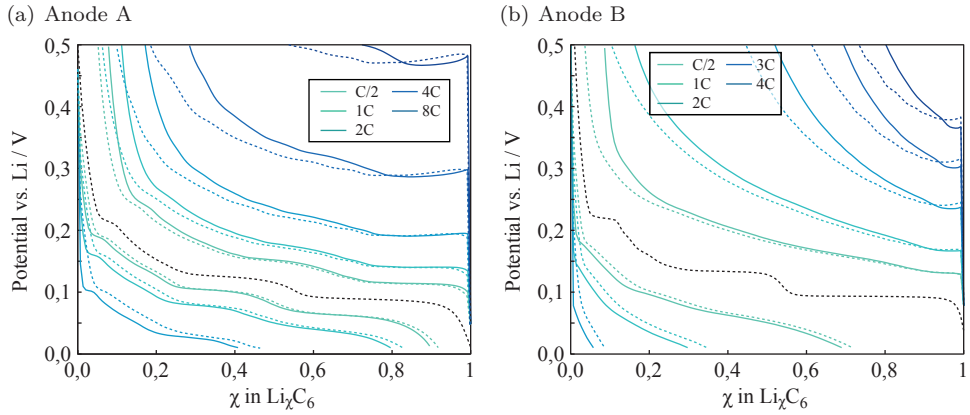 (a) Anode A
(b) Anode B
Potential vs. Li / V
0,5
0,4
0,3
0,2
0,1
0,0
C/2
1C
2C
4C
8C
0,0 0,2 0,4 0,6 0,8 1
χ in LiχC6
Potential vs. Li / V
0,5
0,4
0,3
0,2
0,1
0,0
C/2
1C
2C
3C
4C
0,0 0,2 0,4 0,6 0,8 1
χ in LiχC6